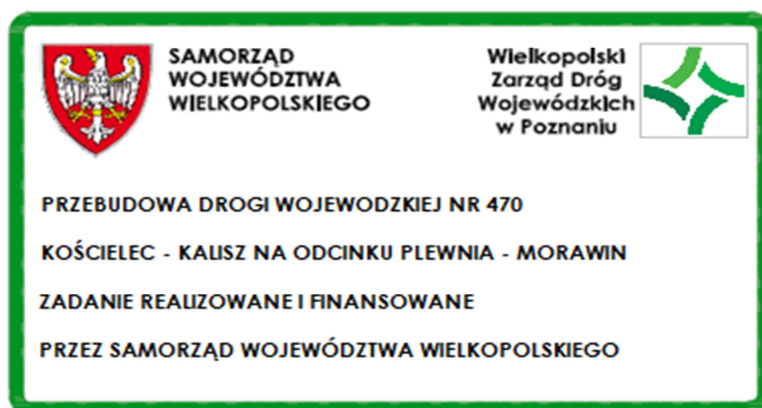 SAMORZĄD
WOJEWÓDZTWA
WIELKOPOLSKIEGO
Wielkopolski
Zarząd Dróg
Wojewódzkich
w Poznaniu
PRZEBUDOWA DROGI WOJEWODZKIEJ NR 470
KOŚCIELEC - KALISZ NA ODCINKU PLEWNIA - MORAWIN
ZADANIE REALIZOWANE I FINANSOWANE
PRZEZ SAMORZĄD WOJEWÓDZTWA WIELKOPOLSKIEGO